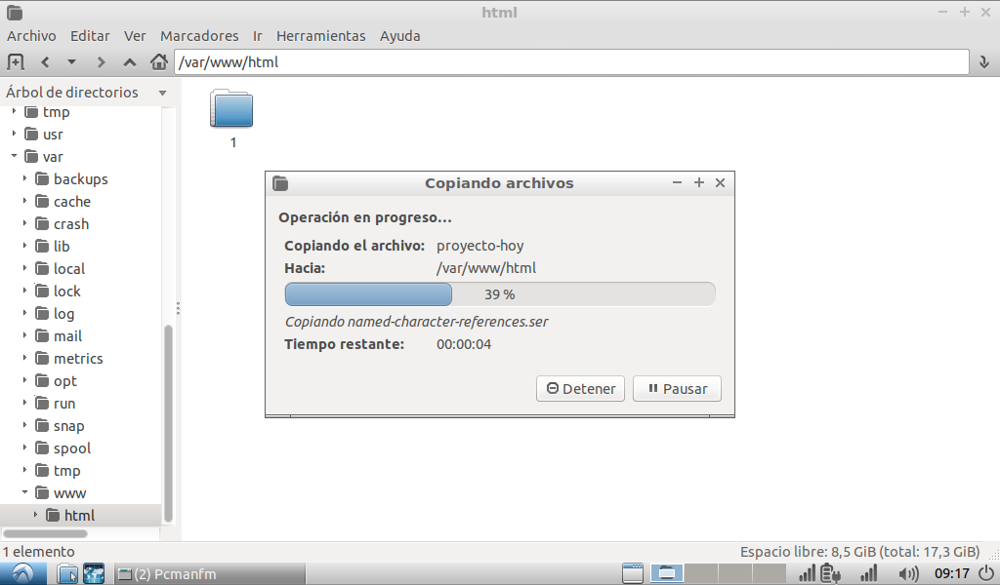 html
Archivo Editar Ver Marcadores Ir Herramientas Ayuda
/var/www/html
Árbol de directorios
tmp
usr
var
backups
cache
crash
lib
local
lock
log
mail
metrics
opt
run
snap
spool
tmp
www
html
1
Copiando archivos
Operación en progreso...
Copiando el archivo: proyecto-hoy
Hacia: /var/www/html
39 %
Copiando named-character-references.ser
Tiempo restante: 00:00:04
Detener Pausar
1 elemento Espacio libre: 8,5 GiB (total: 17,3 GiB)
(2) Pcmanfm 09:17